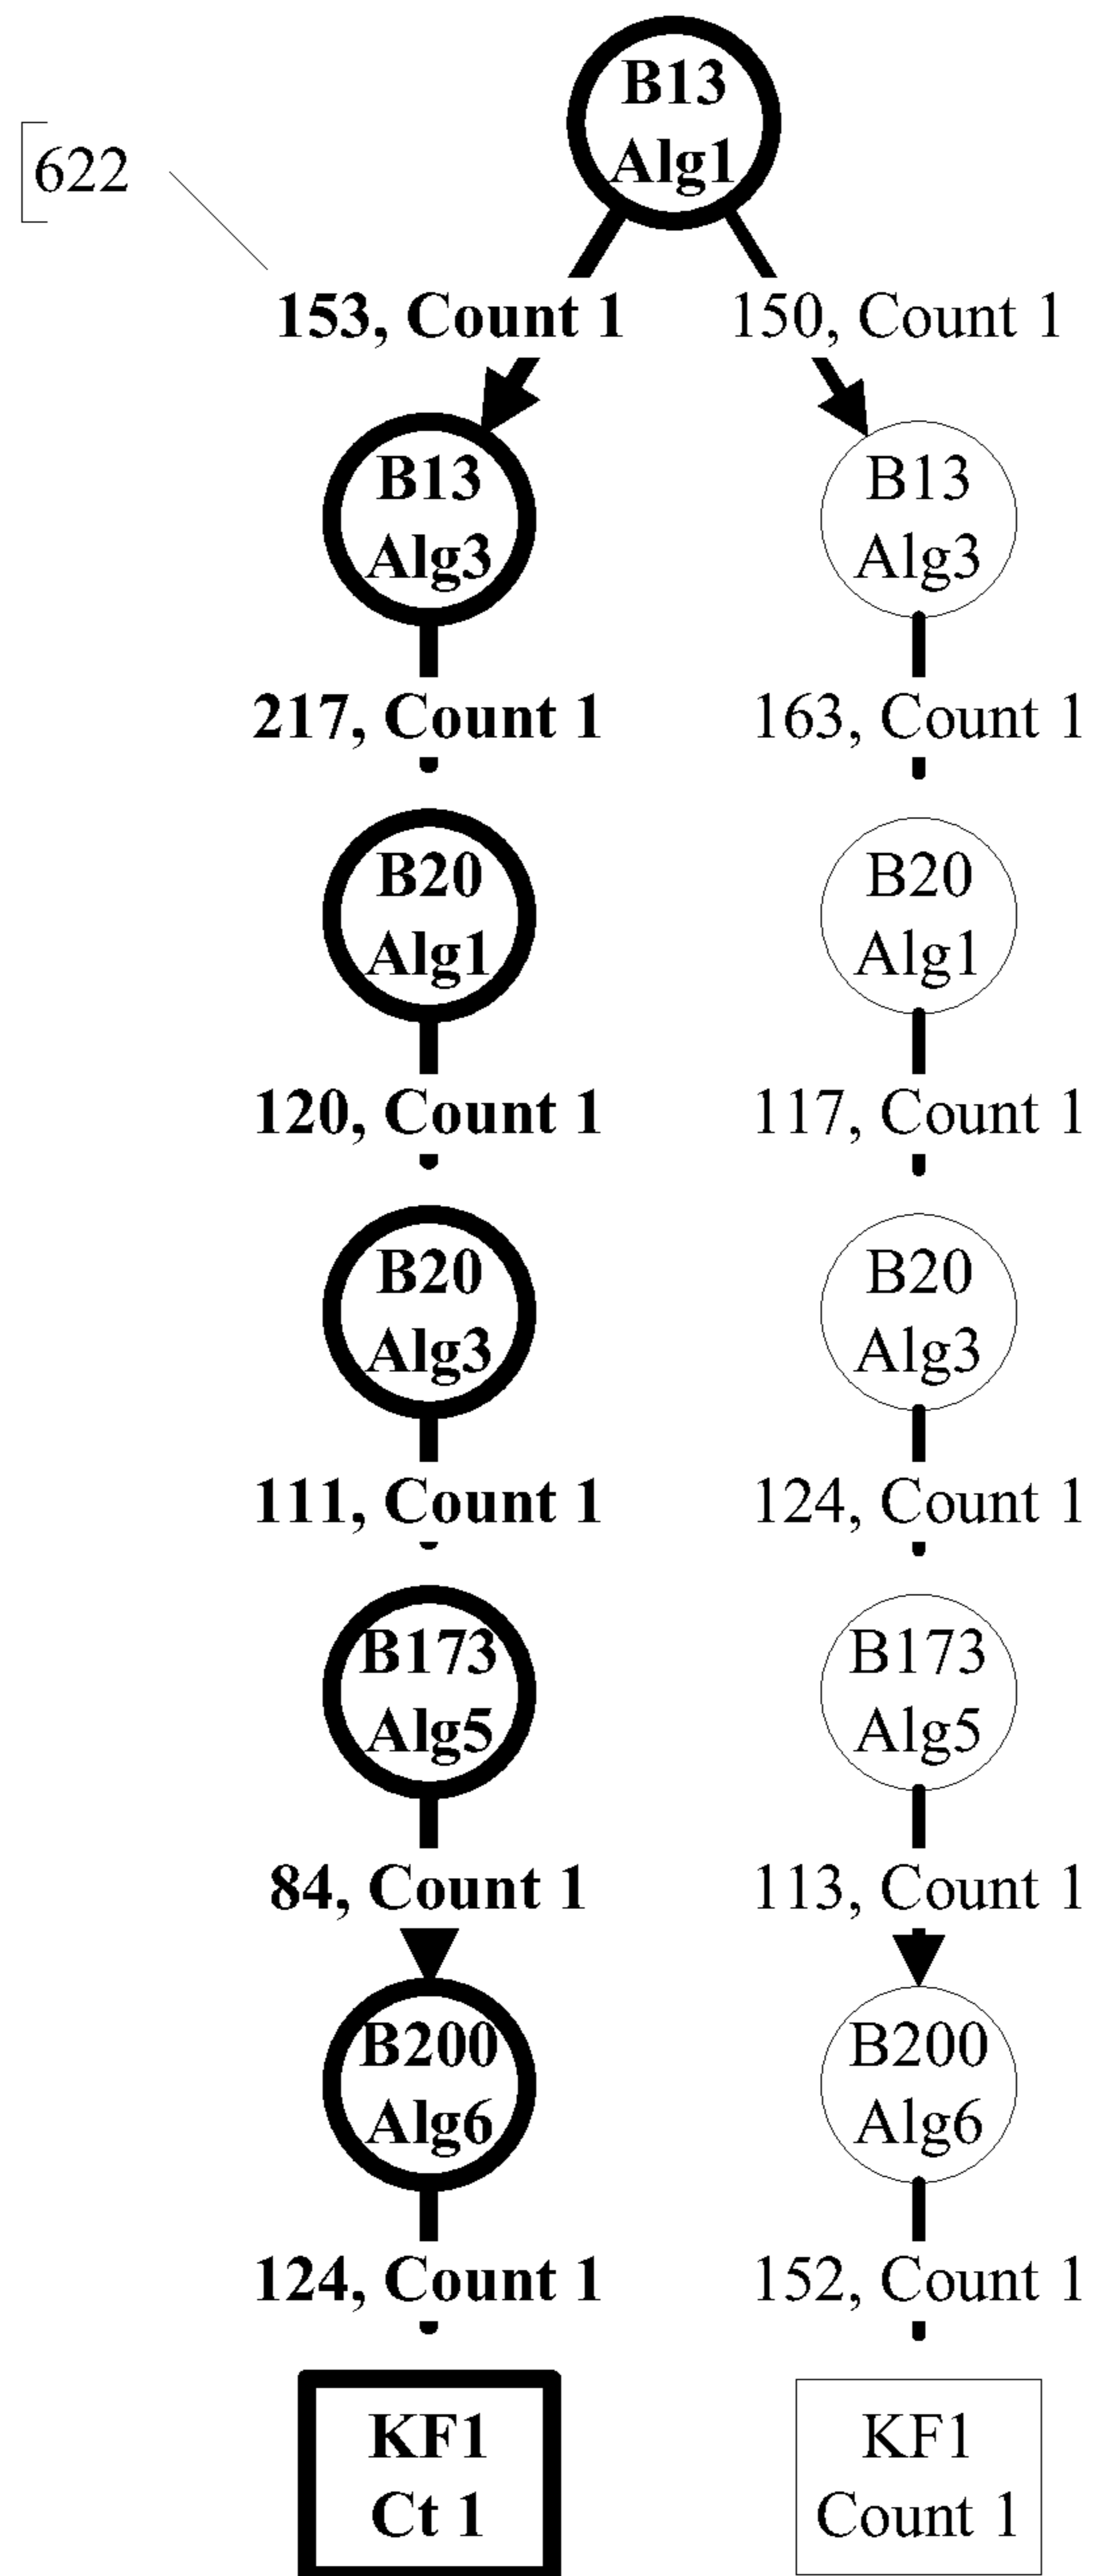 B13
Alg1
622
153, Count 1
150, Count 1
B13
Alg3
B13
Alg3
217, Count 1
163, Count 1
B20
Alg1
B20
Alg1
120, Count 1
117, Count 1
B20
Alg3
B20
Alg3
111, Count 1
124, Count 1
B173
Alg5
B173
Alg5
84, Count 1
113, Count 1
B200
Alg6
B200
Alg6
124, Count 1
152, Count 1
KF1
Ct 1
KF1
Count 1